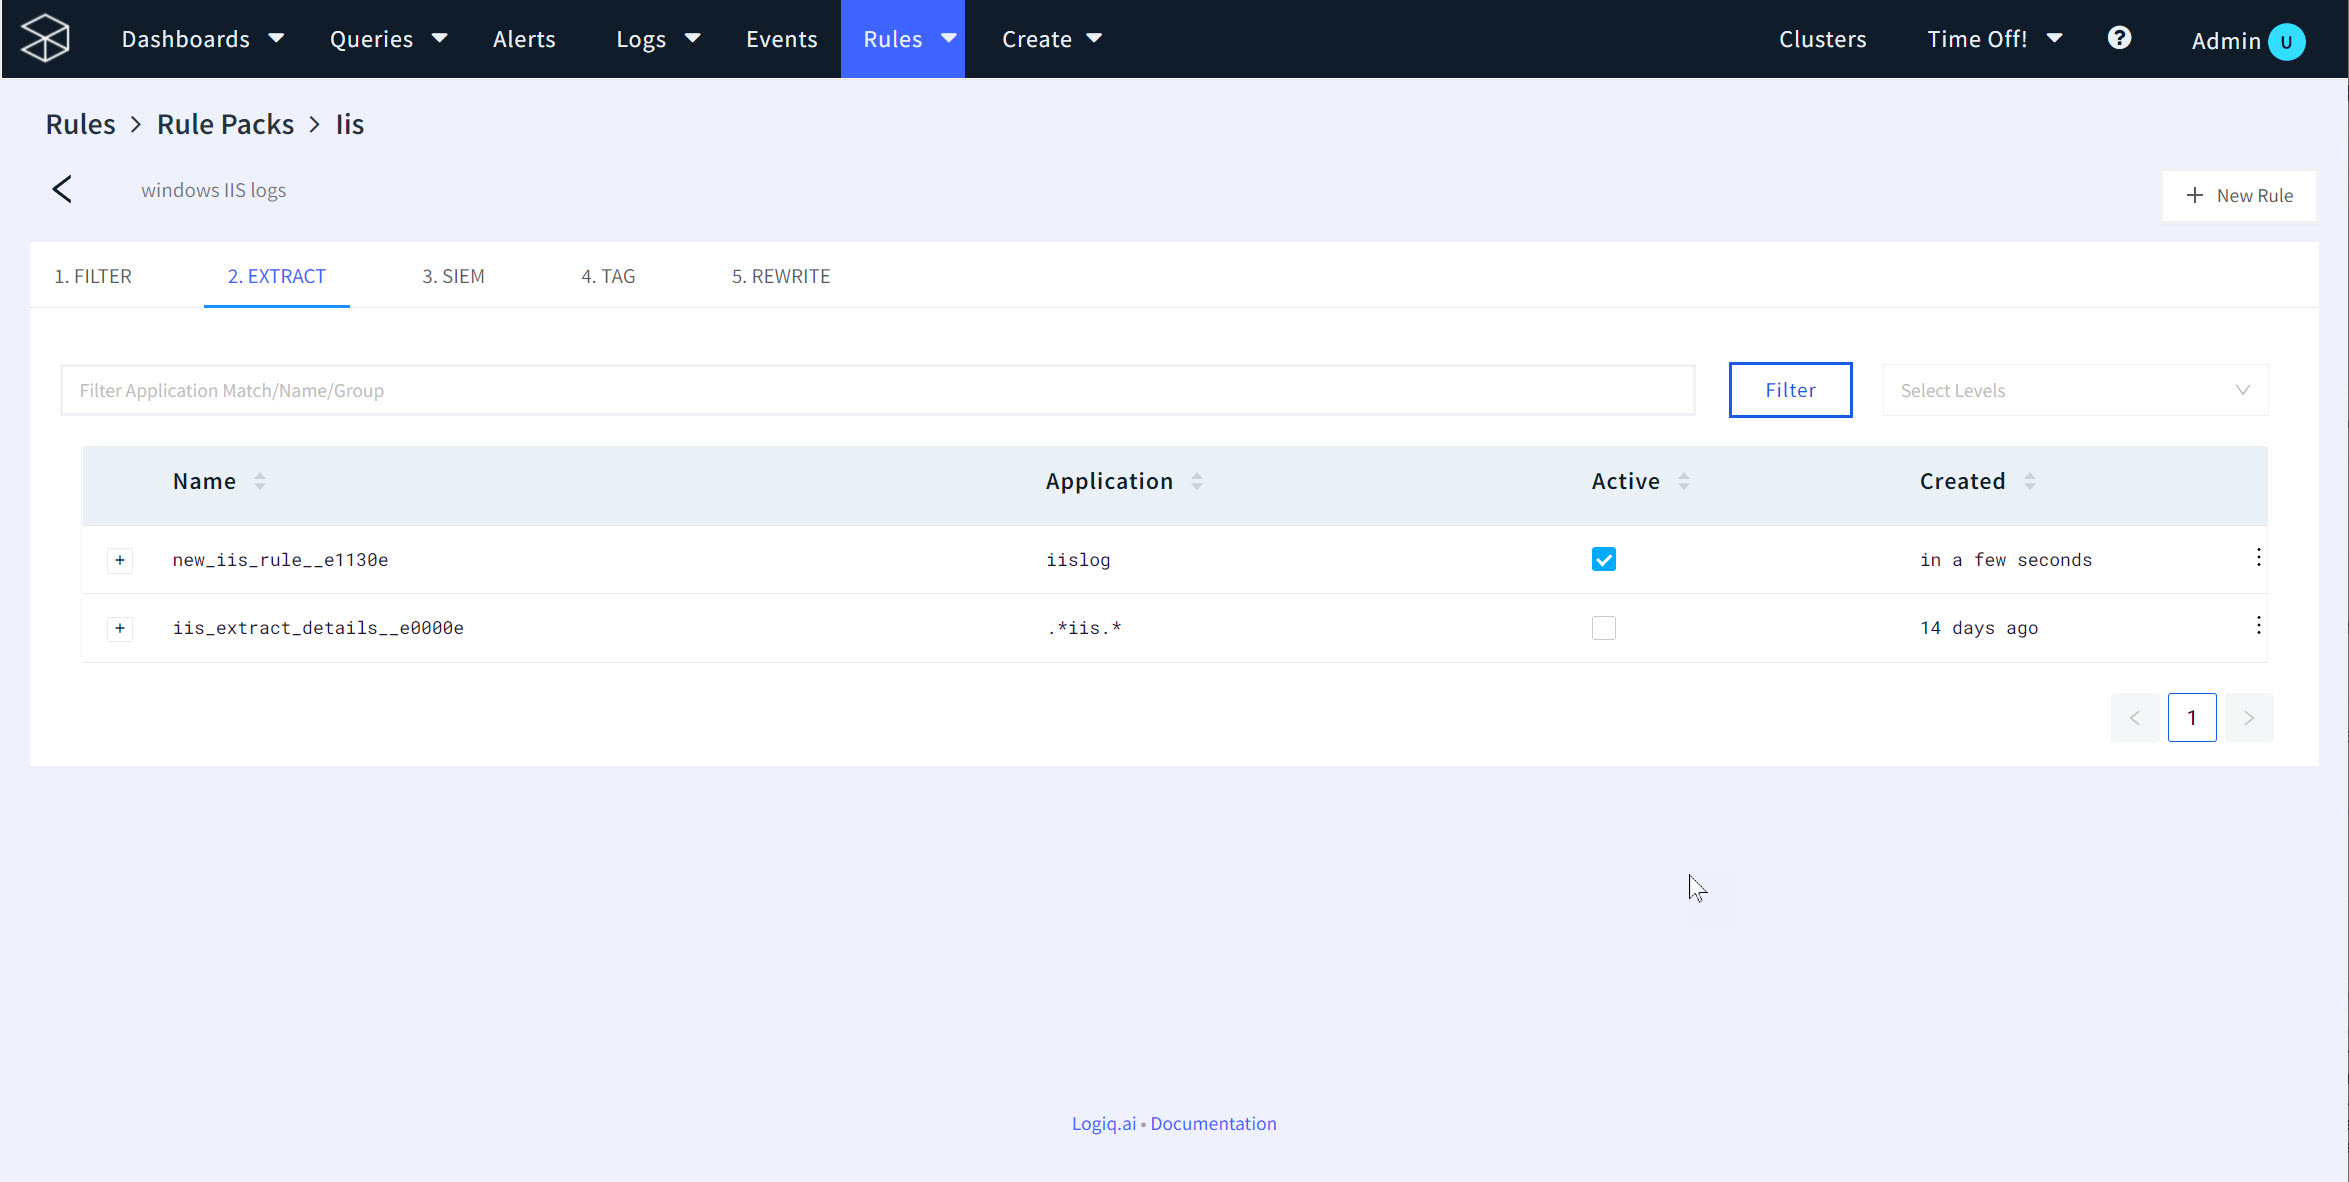 Dashboards Queries Alerts Logs Events Rules Create Clusters Time Off! ? Admin U
Rules > Rule Packs > Iis
windows IIS logs
+ New Rule
1. FILTER 2. EXTRACT 3. SIEM 4. TAG 5. REWRITE
Filter Application Match/Name/Group Filter Select Levels
Name Application Active Created
+ new_iis_rule__e1130e iislog in a few seconds
+ iis_extract_details__e0000e .*iis.* 14 days ago
< 1 >
Logiq.ai • Documentation